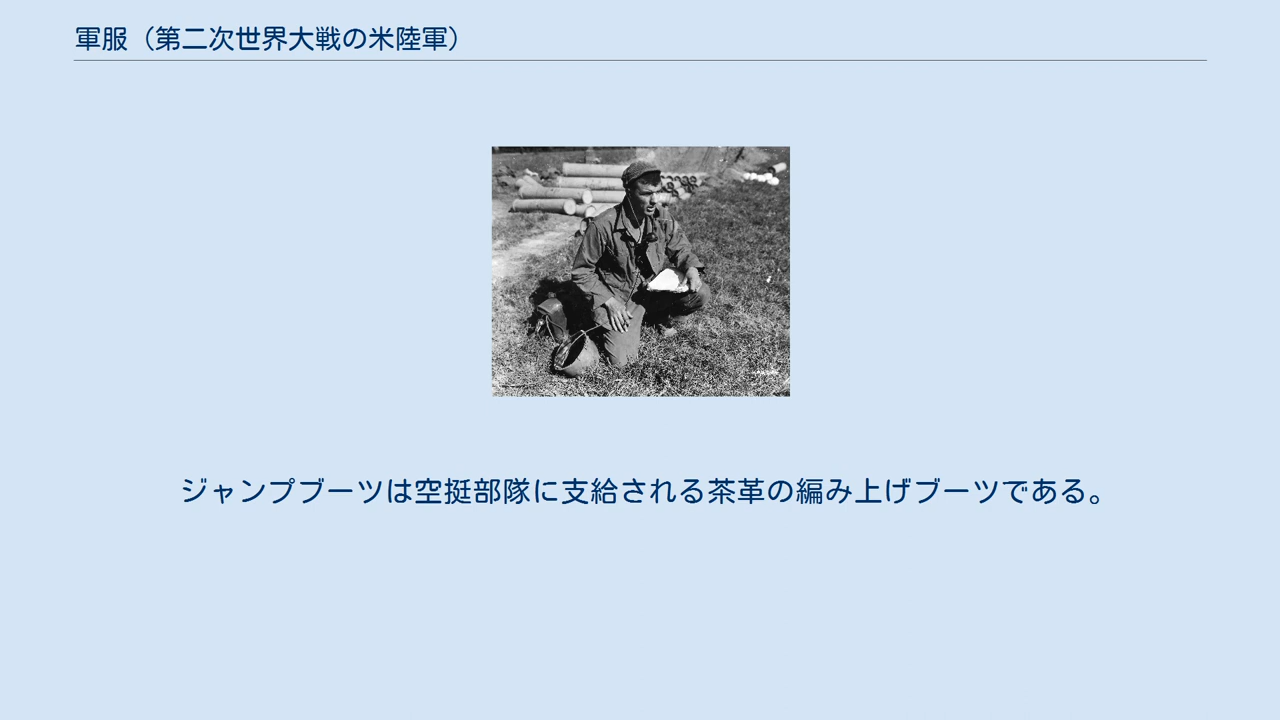 軍服（第二次世界大戦の米陸軍）
ジャンプブーツは空挺部隊に支給される茶革の編み上げブーツである。